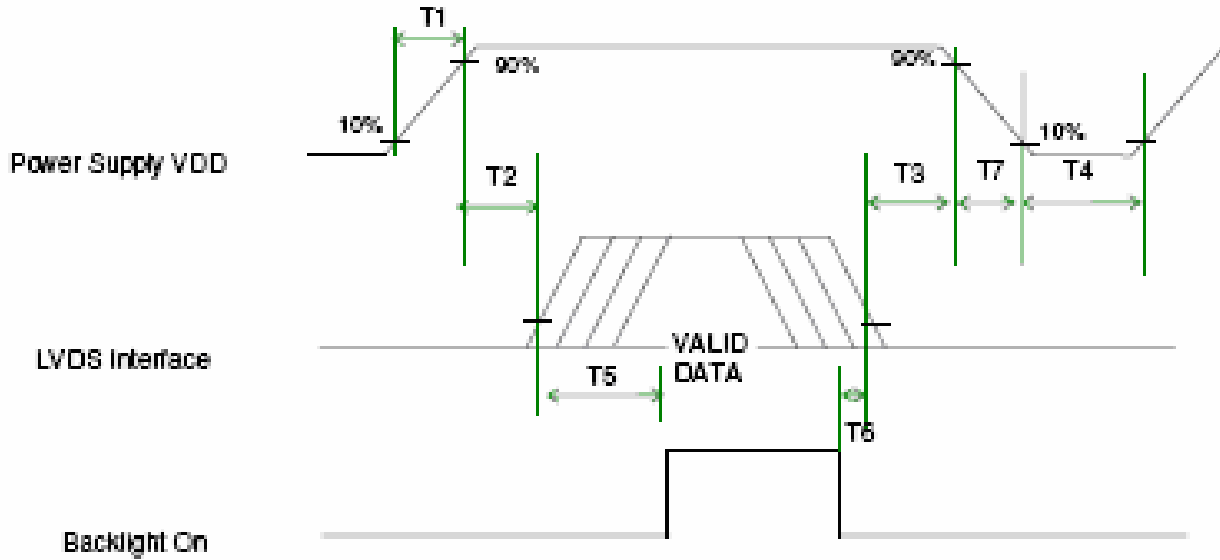 T1
90%
90%
10%
10%
Power Supply VDD
T2
T3
T7
T4
LVDS Interface
VALID
DATA
T5
T6
Backlight On